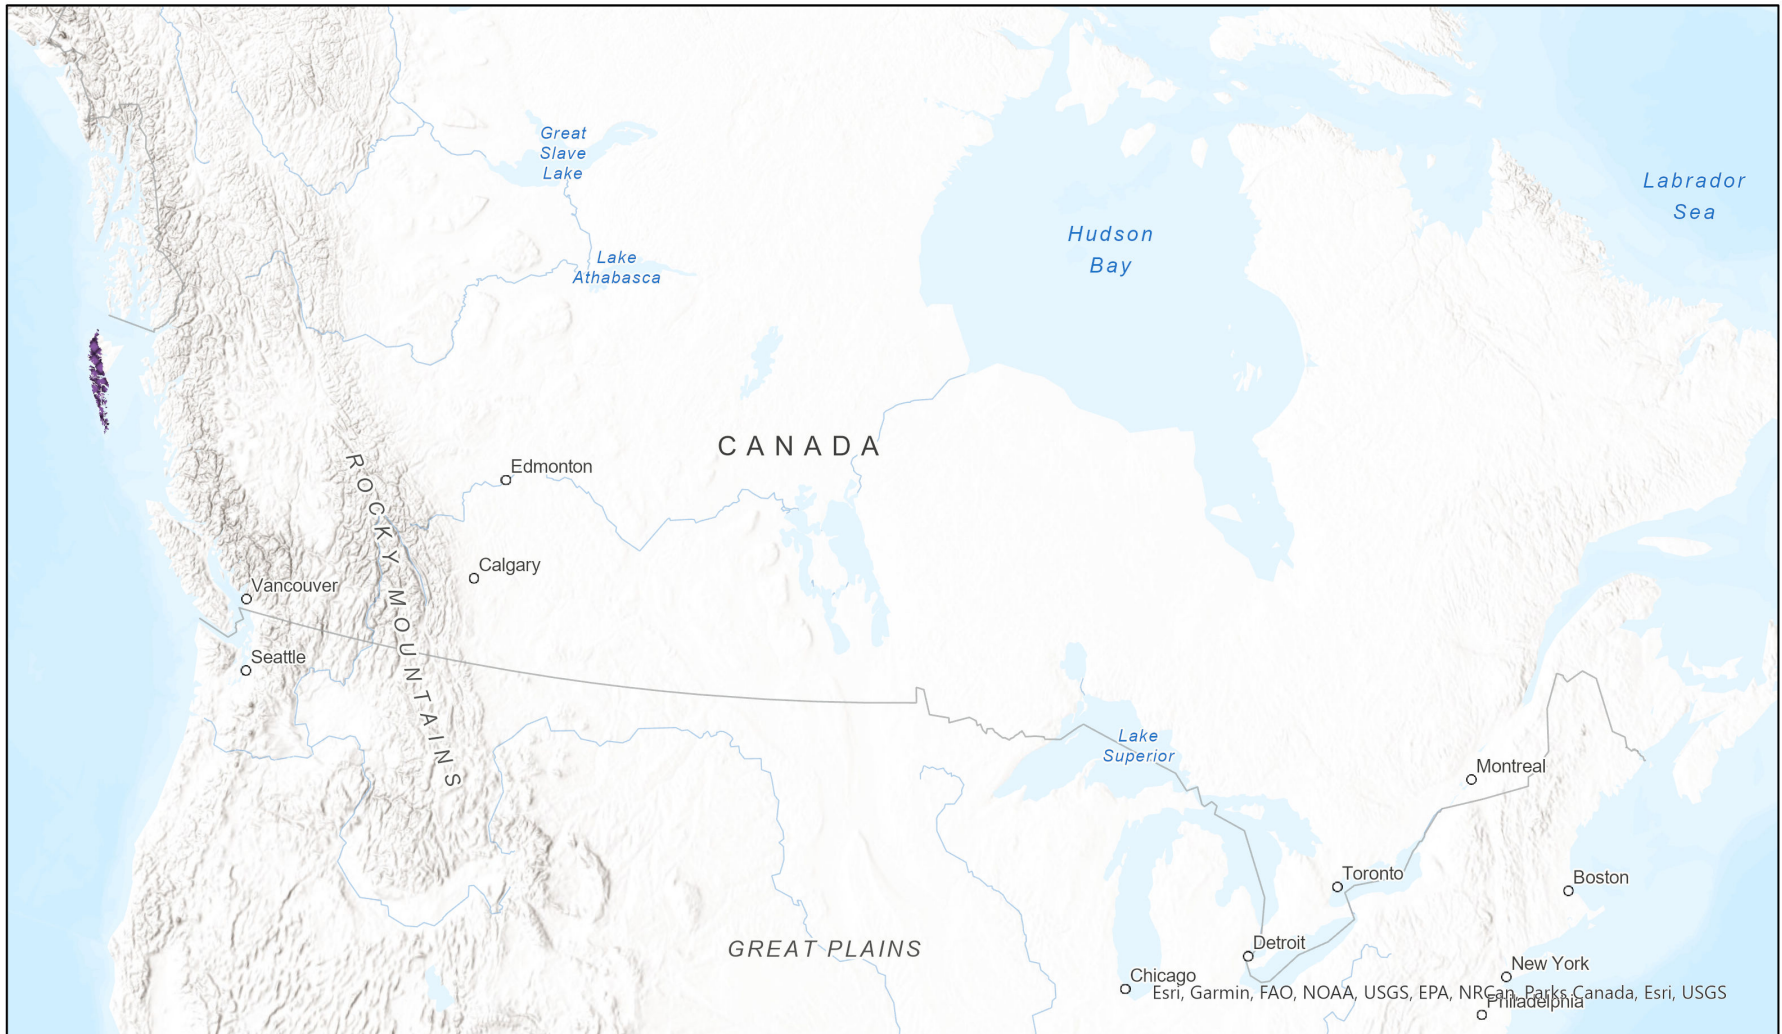 Great
Slave
Lake
Labrador
Sea
Hudson
Bay
Lake
Athabasca
CANADA
Edmonton
ROCKY MOUNTAINS
Calgary
Vancouver
Seattle
Lake
Superior
Montreal
Toronto
Boston
GREAT PLAINS
Detroit
New York
Chicago
Esri, Garmin, FAO, NOAA, USGS, EPA, NRCan, Parks Canada, Esri, USGS
Philadelphia